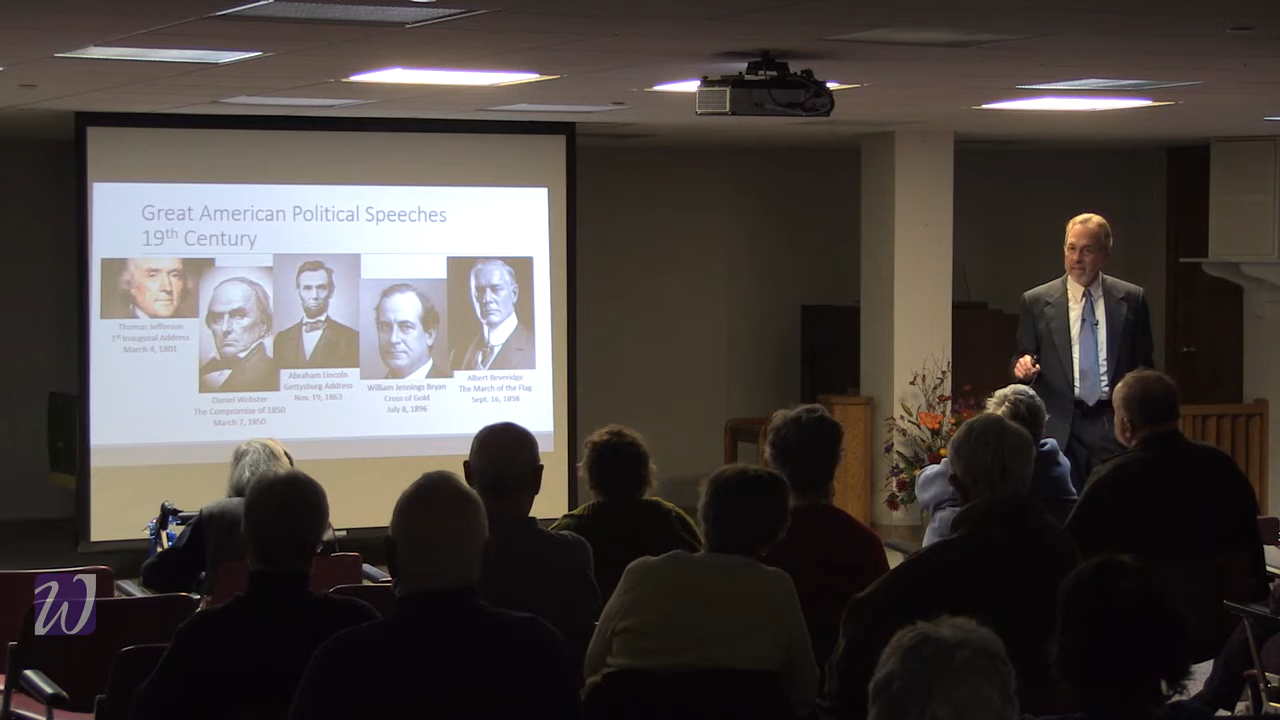 Great American Political Speeches
19th Century
Thomas Jefferson
1st Inaugural Address
March 4, 1801
Daniel Webster
The Compromise of 1850
March 7, 1850
Abraham Lincoln
Gettysburg Address
Nov. 19, 1863
William Jennings Bryan
Cross of Gold
July 8, 1896
Albert Beveridge
The March of the Flag
Sept. 16, 1898
W